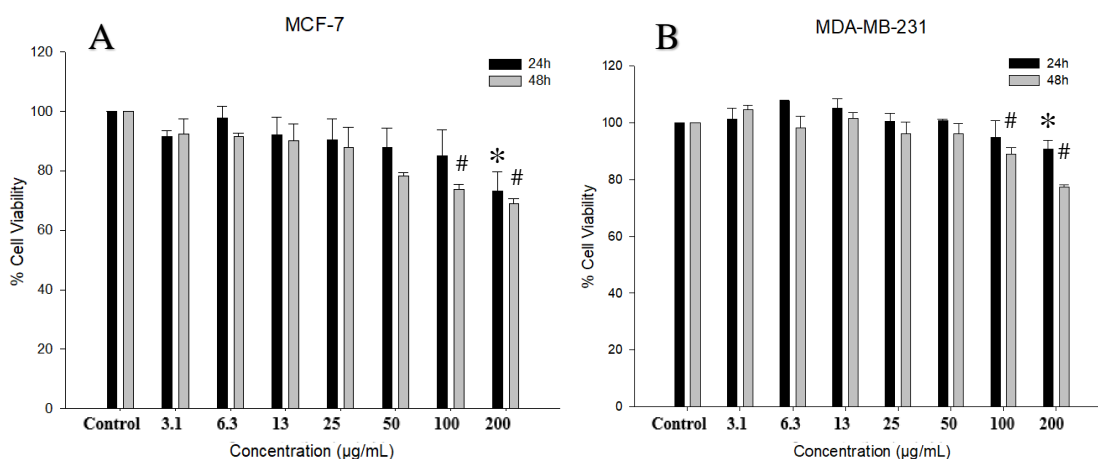 A
MCF-7
24h
48h
120
100
80
60
40
20
0
% Cell Viability
#
*
#
Control 3.1 6.3 13 25 50 100 200
Concentration (µg/mL)
B
MDA-MB-231
24h
48h
120
100
80
60
40
20
0
% Cell Viability
#
*
#
Control 3.1 6.3 13 25 50 100 200
Concentration (µg/mL)